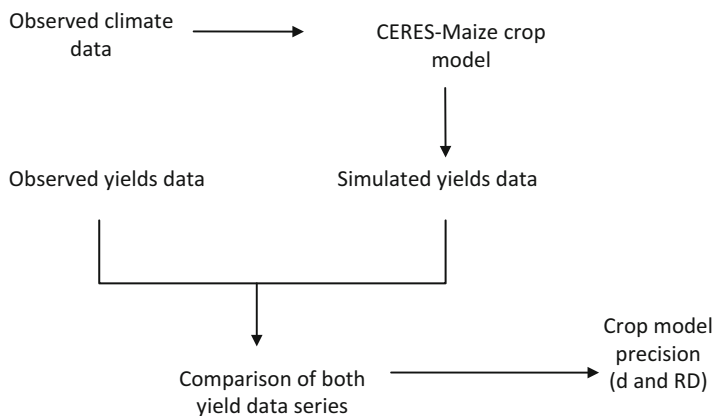 Observed climate
data
CERES-Maize crop
model
Observed yields data
Simulated yields data
Comparison of both
yield data series
Crop model
precision
(d and RD)